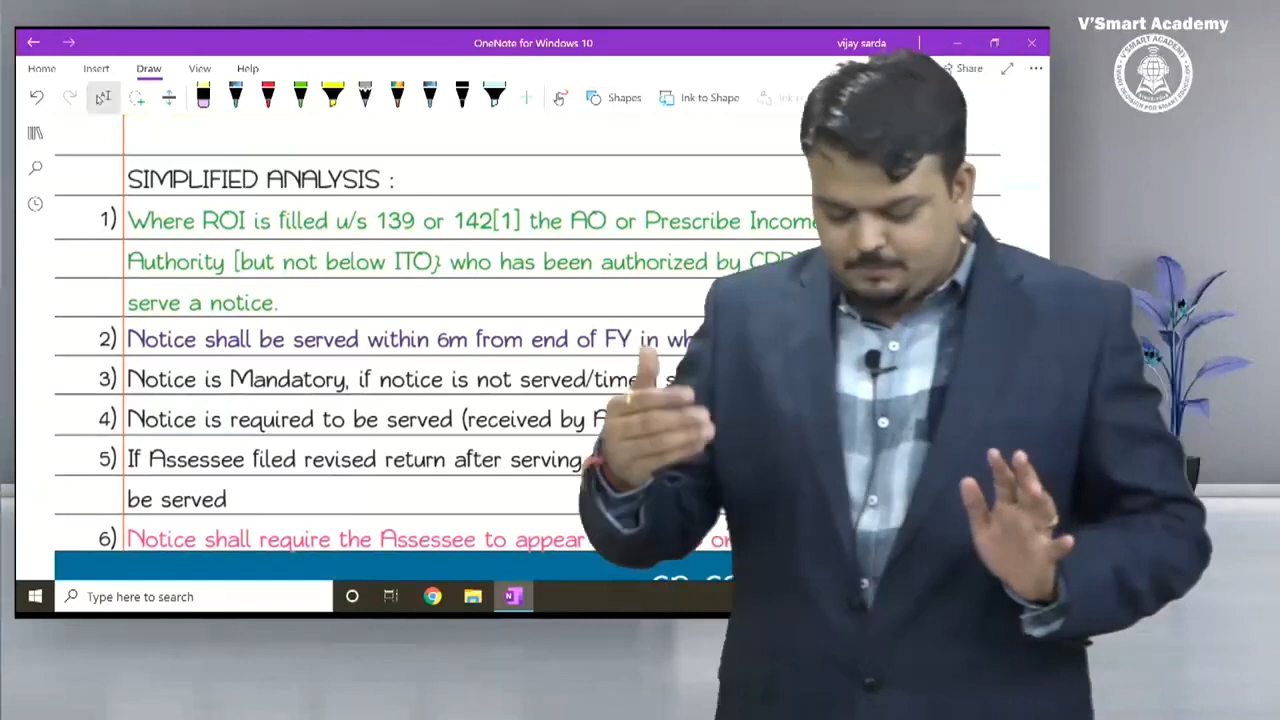 V'Smart Academy
OneNote for Windows 10
vijay sarda
Home Insert Draw View Help
Share
Shapes Ink to Shape
SIMPLIFIED ANALYSIS :
1) Where ROI is filled u/s 139 or 142[1] the AO or Prescribe Income
Authority [but not below ITO} who has been authorized by
serve a notice.
2) Notice shall be served within 6m from end of FY in
3) Notice is Mandatory, if notice is not served/time
4) Notice is required to be served (received by
5) If Assessee filed revised return after serving
be served
6) Notice shall require the Assessee to appear
Type here to search